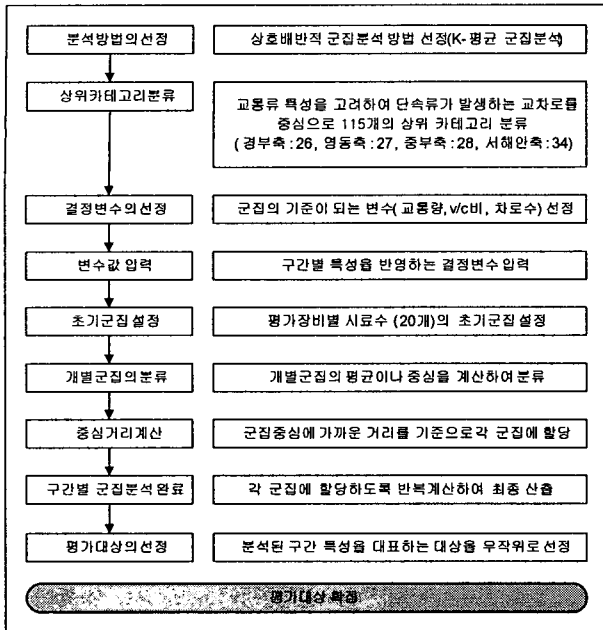 분석방법의선정
상호배반적 군집분석 방법 선정(K-평균 군집분석)
상위카테고리분류
교통류 특성을 고려하여 단속류가 발생하는 교차로를
중심으로 115개의 상위 카테고리 분류
(경부축:26, 영동축:27, 중부축:28, 서해안축:34)
결정변수의선정
군집의 기준이 되는 변수(교통량,v/c비, 차로수) 선정
변수값 입력
구간별 특성을 반영하는 결정변수 입력
초기군집설정
평가장비별 시료수 (20개)의 초기군집 설정
개별군집의분류
개별군집의 평균이나 중심을 계산하여 분류
중심거리계산
군집중심에 가까운 거리를 기준으로각 군집에 할당
구간별 군집분석완료
각 군집에 할당하도록 반복계산하여 최종 산출
평가대상의선정
분석된 구간 특성을 대표하는 대상을 무작위로 선정
평가대상 확정